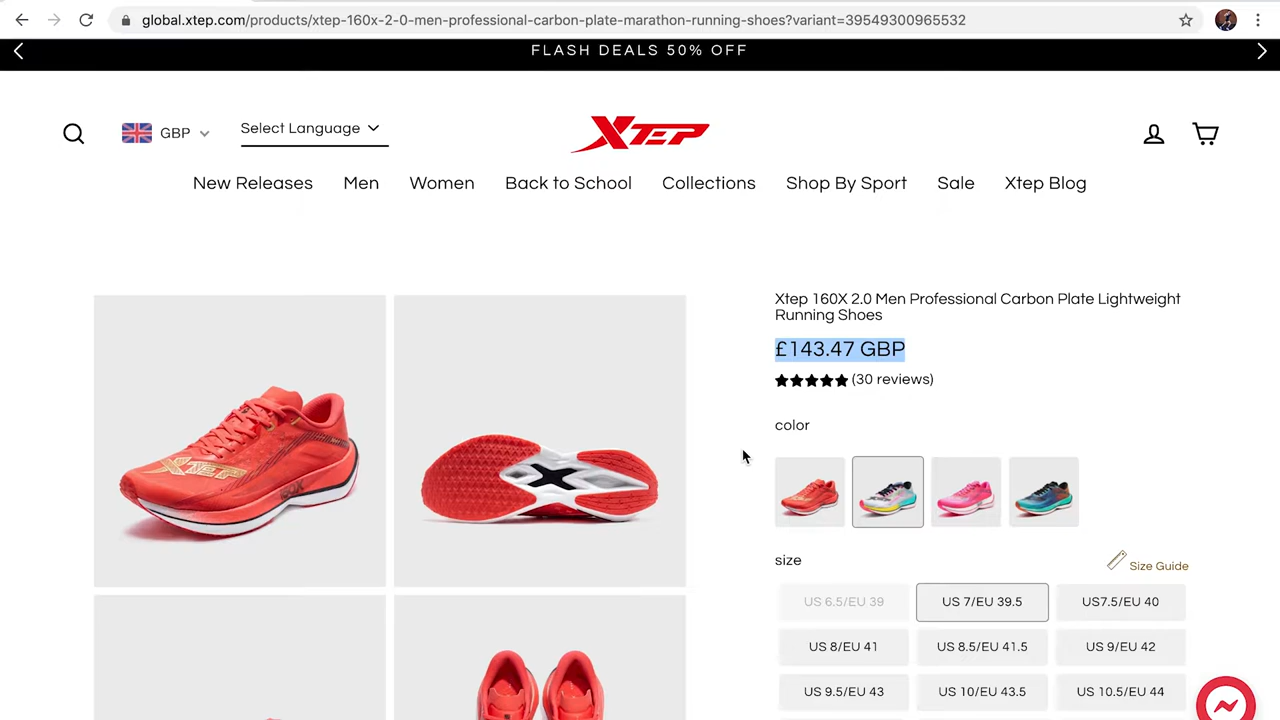 global.xtep.com/products/xtep-160x-2-0-men-professional-carbon-plate-marathon-running-shoes?variant=39549300965532
FLASH DEALS 50% OFF
GBP
Select Language
XTEP
New Releases
Men
Women
Back to School
Collections
Shop By Sport
Sale
Xtep Blog
Xtep 160X 2.0 Men Professional Carbon Plate Lightweight
Running Shoes
£143.47 GBP
(30 reviews)
color
XTEP
size
Size Guide
US 6.5/EU 39
US 7/EU 39.5
US7.5/EU 40
US 8/EU 41
US 8.5/EU 41.5
US 9/EU 42
US 9.5/EU 43
US 10/EU 43.5
US 10.5/EU 44